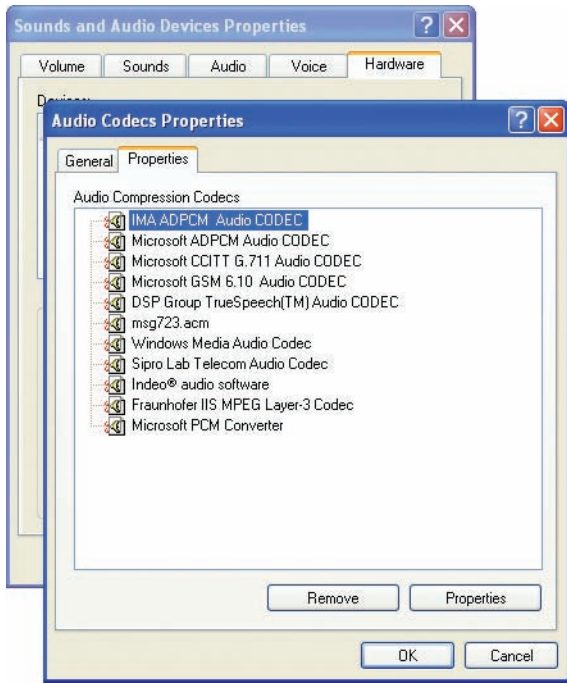 Sounds and Audio Devices Properties
Volume Sounds Audio Voice Hardware
Audio Codecs Properties
General Properties
Audio Compression Codecs
IMA ADPCM Audio CODEC
Microsoft ADPCM Audio CODEC
Microsoft CCITT G.711 Audio CODEC
Microsoft GSM 6.10 Audio CODEC
DSP Group TrueSpeech(TM) Audio CODEC
msg723.acm
Windows Media Audio Codec
Sipro Lab Telecom Audio Codec
Indeo® audio software
Fraunhofer IIS MPEG Layer-3 Codec
Microsoft PCM Converter
Remove Properties
OK Cancel